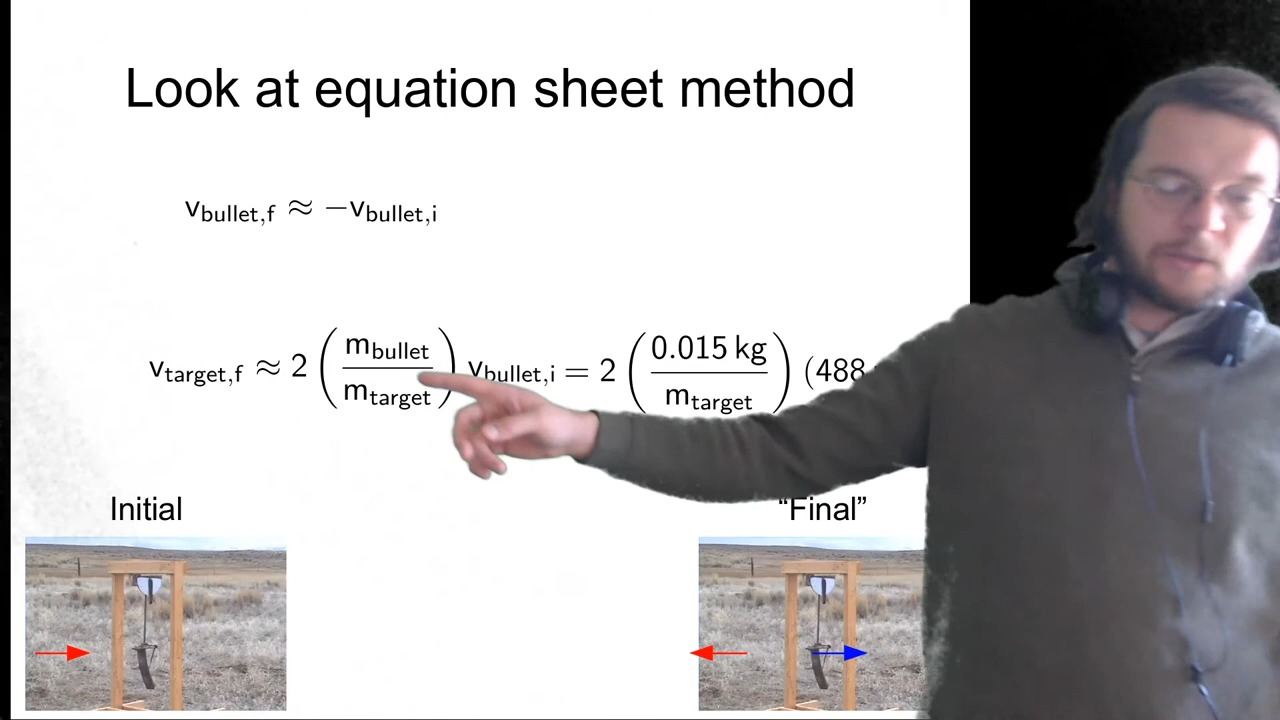 Look at equation sheet method
v_bullet,f ≈ −v_bullet,i
v_target,f ≈ 2 (m_bullet / m_target) v_bullet,i = 2 (0.015 kg / m_target) (488
Initial
“Final”